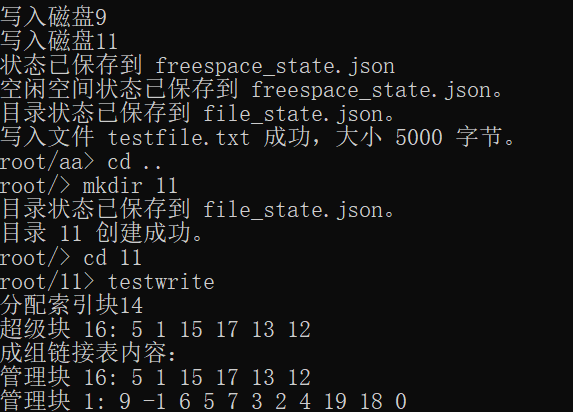 写入磁盘9
写入磁盘11
状态已保存到 freespace_state.json
空闲空间状态已保存到 freespace_state.json。
目录状态已保存到 file_state.json。
写入文件 testfile.txt 成功，大小 5000 字节。
root/aa> cd ..
root/> mkdir 11
目录状态已保存到 file_state.json。
目录 11 创建成功。
root/> cd 11
root/11> testwrite
分配索引块14
超级块 16: 5 1 15 17 13 12
成组链接表内容：
管理块 16: 5 1 15 17 13 12
管理块 1: 9 -1 6 5 7 3 2 4 19 18 0